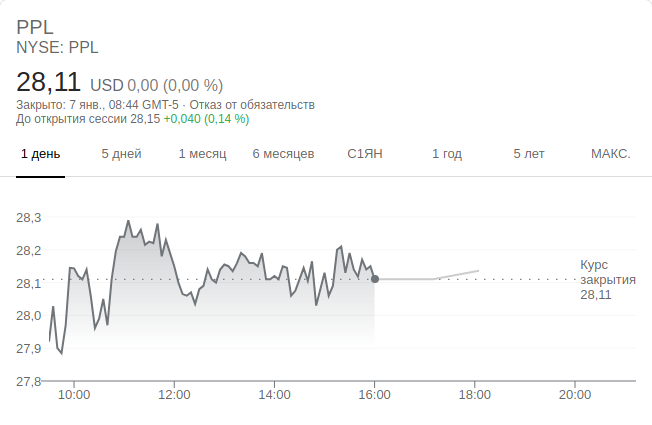 PPL
NYSE: PPL
28,11 USD 0,00 (0,00 %)
Закрыто: 7 янв., 08:44 GMT-5 · Отказ от обязательств
До открытия сессии 28,15 +0,040 (0,14 %)
1 день 5 дней 1 месяц 6 месяцев С1ЯН 1 год 5 лет МАКС.
28,3
28,2
28,1
28,0
27,9
27,8
Курс
закрытия
28,11
10:00 12:00 14:00 16:00 18:00 20:00